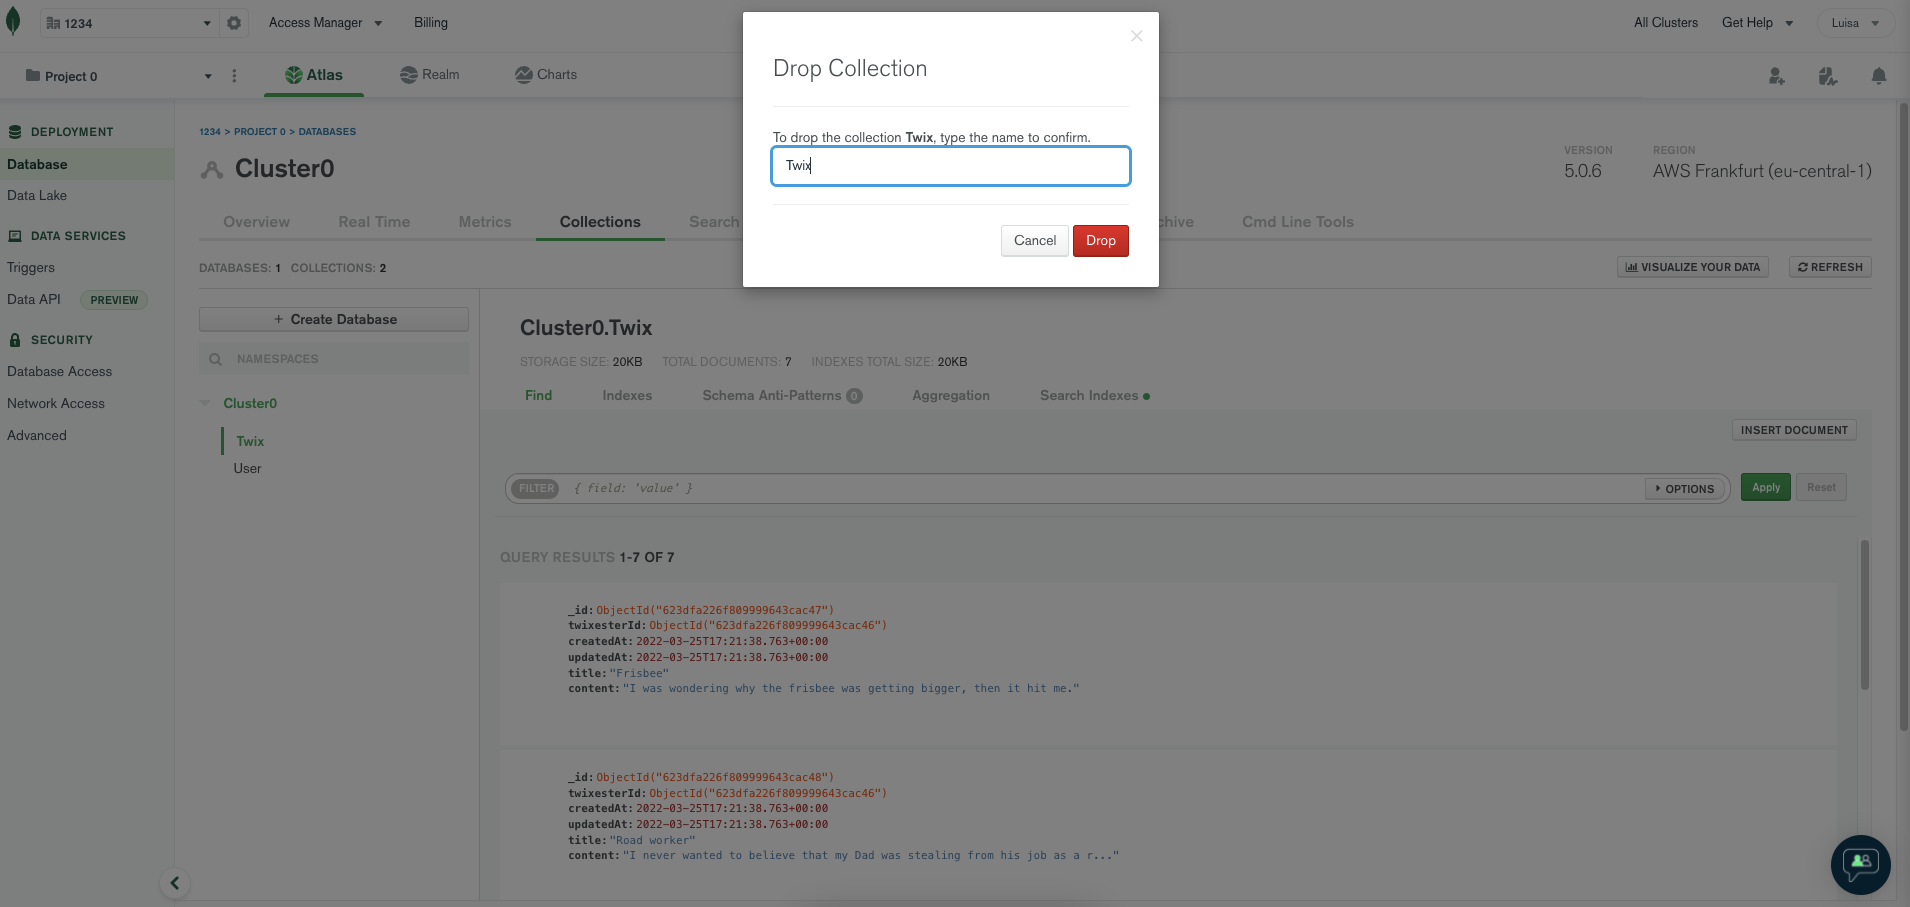 1234
Access Manager
Billing
All Clusters
Get Help
Luisa
Project 0
Atlas
Realm
Charts
Drop Collection
To drop the collection Twix, type the name to confirm.
Twix
Cancel
Drop
DEPLOYMENT
Database
Data Lake
DATA SERVICES
Triggers
Data API PREVIEW
SECURITY
Database Access
Network Access
Advanced
1234 > PROJECT 0 > DATABASES
Cluster0
VERSION
5.0.6
REGION
AWS Frankfurt (eu-central-1)
Overview
Real Time
Metrics
Collections
Search
chive
Cmd Line Tools
DATABASES: 1 COLLECTIONS: 2
VISUALIZE YOUR DATA
REFRESH
+ Create Database
NAMESPACES
Cluster0
Twix
User
Cluster0.Twix
STORAGE SIZE: 20KB TOTAL DOCUMENTS: 7 INDEXES TOTAL SIZE: 20KB
Find
Indexes
Schema Anti-Patterns 0
Aggregation
Search Indexes
INSERT DOCUMENT
FILTER { field: 'value' }
OPTIONS
Apply
Reset
QUERY RESULTS 1-7 OF 7
_id: ObjectId("623dfa226f809999643cac47")
twixesterId: ObjectId("623dfa226f809999643cac46")
createdAt: 2022-03-25T17:21:38.763+00:00
updatedAt: 2022-03-25T17:21:38.763+00:00
title: "Frisbee"
content: "I was wondering why the frisbee was getting bigger, then it hit me."
_id: ObjectId("623dfa226f809999643cac48")
twixesterId: ObjectId("623dfa226f809999643cac46")
createdAt: 2022-03-25T17:21:38.763+00:00
updatedAt: 2022-03-25T17:21:38.763+00:00
title: "Road worker"
content: "I never wanted to believe that my Dad was stealing from his job as a r..."